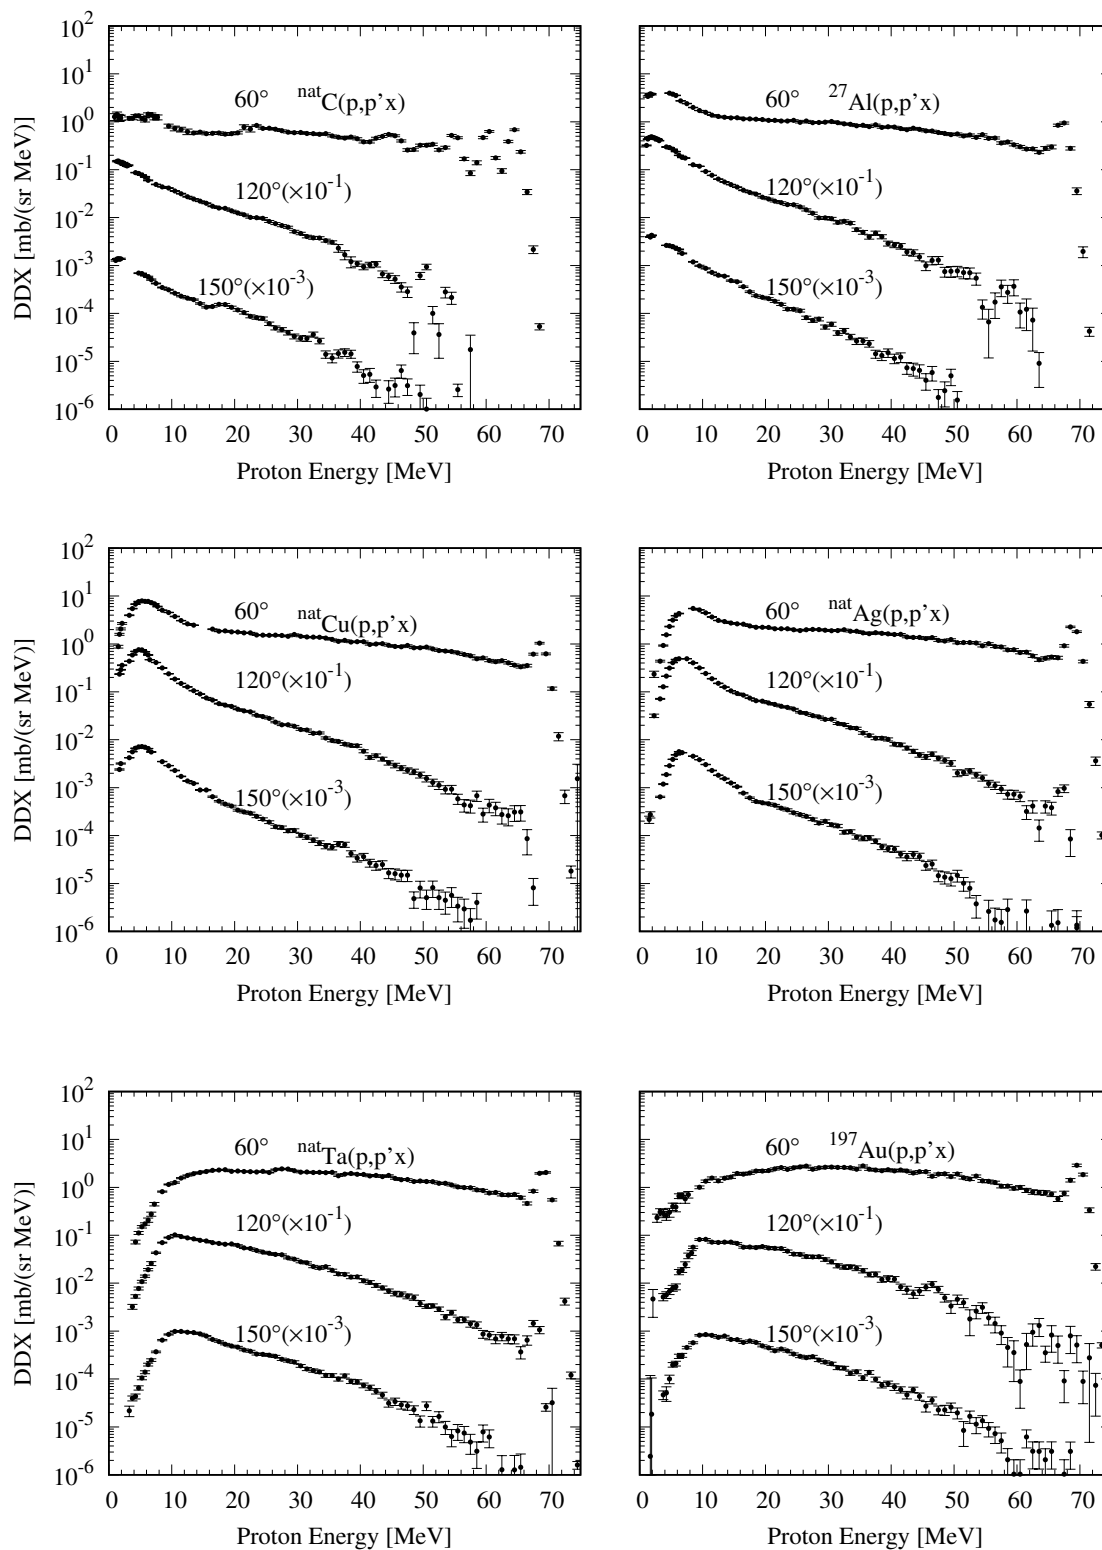 10^2
10^1
10^0
10^-1
10^-2
10^-3
10^-4
10^-5
10^-6
DDX [mb/(sr MeV)]
60° natC(p,p'x)
120°(×10^-1)
150°(×10^-3)
0 10 20 30 40 50 60 70
Proton Energy [MeV]
60° 27Al(p,p'x)
120°(×10^-1)
150°(×10^-3)
0 10 20 30 40 50 60 70
Proton Energy [MeV]
10^2
10^1
10^0
10^-1
10^-2
10^-3
10^-4
10^-5
10^-6
DDX [mb/(sr MeV)]
60° natCu(p,p'x)
120°(×10^-1)
150°(×10^-3)
0 10 20 30 40 50 60 70
Proton Energy [MeV]
60° natAg(p,p'x)
120°(×10^-1)
150°(×10^-3)
0 10 20 30 40 50 60 70
Proton Energy [MeV]
10^2
10^1
10^0
10^-1
10^-2
10^-3
10^-4
10^-5
10^-6
DDX [mb/(sr MeV)]
60° natTa(p,p'x)
120°(×10^-1)
150°(×10^-3)
0 10 20 30 40 50 60 70
Proton Energy [MeV]
60° 197Au(p,p'x)
120°(×10^-1)
150°(×10^-3)
0 10 20 30 40 50 60 70
Proton Energy [MeV]